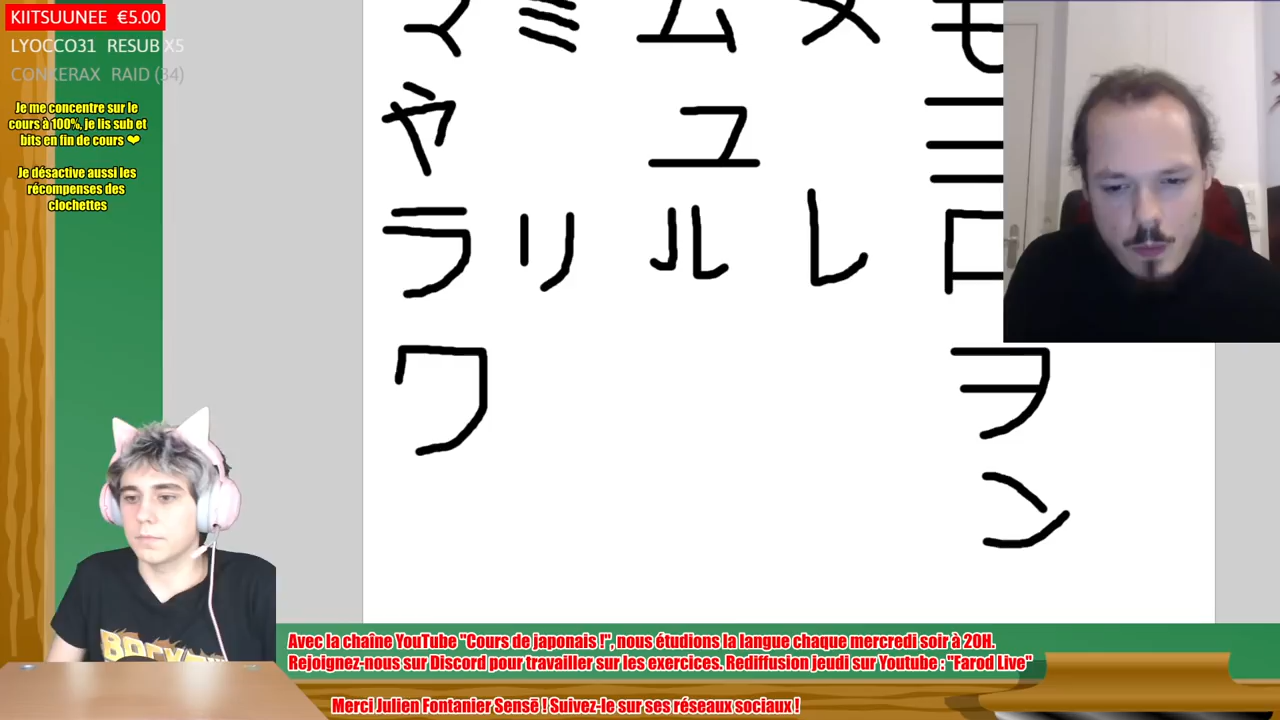 KIITSUUNEE €5.00
LYOCCO31 RESUB X5
CONKERAX RAID (34)
Je me concentre sur le
cours à 100%, je lis sub et
bits en fin de cours ❤
Je désactive aussi les
récompenses des
clochettes
マ ミ ム メ モ
ヤ ユ ヨ
ラ リ ル レ ロ
ワ ヲ
ン
Avec la chaîne YouTube "Cours de japonais !", nous étudions la langue chaque mercredi soir à 20H.
Rejoignez-nous sur Discord pour travailler sur les exercices. Rediffusion jeudi sur Youtube : "Farod Live"
Merci Julien Fontanier Sensē ! Suivez-le sur ses réseaux sociaux !